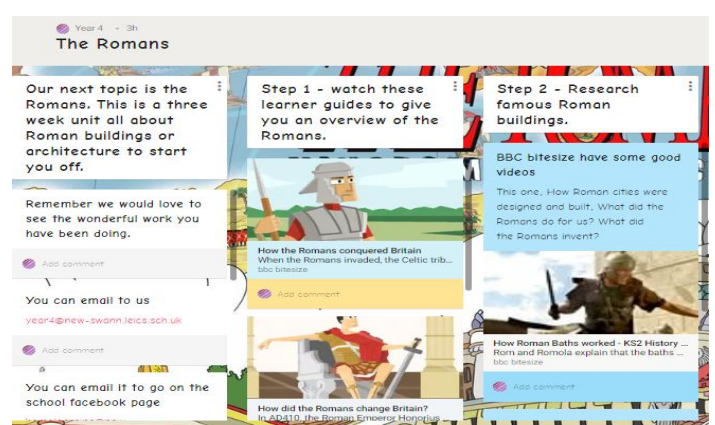 Year 4 - 3h
The Romans
Our next topic is the
Romans. This is a three
week unit all about
Roman buildings or
architecture to start
you off.
Remember we would love to
see the wonderful work you
have been doing.
Add comment
You can email to us
year4@new-swann.leics.sch.uk
Add comment
You can email it to go on the
school facebook page
Step 1 - watch these
learner guides to give
you an overview of the
Romans.
How the Romans conquered Britain
When the Romans invaded, the Celtic trib...
bbc bitesize
Add comment
How did the Romans change Britain?
In AD410, the Roman Emperor Honorius
Step 2 - Research
famous Roman
buildings.
BBC bitesize have some good
videos
This one, How Roman cities were
designed and built, What did the
Romans do for us? What did
the Romans invent?
How Roman Baths worked - KS2 History ...
Rom and Romola explain that the baths ...
bbc bitesize
Add comment